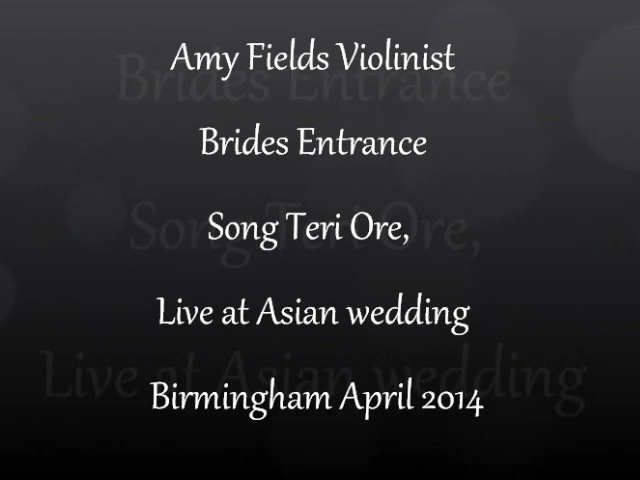 Amy Fields Violinist
Brides Entrance
Song Teri Ore,
Live at Asian wedding
Birmingham April 2014